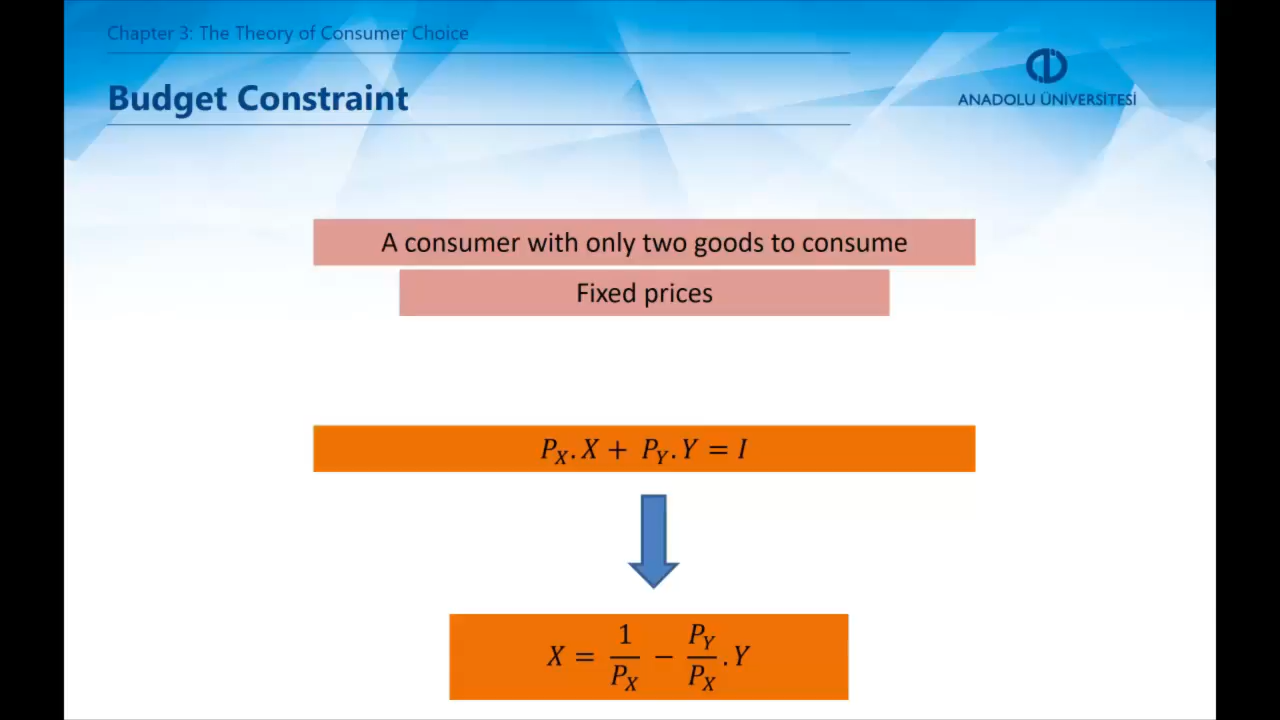 Chapter 3: The Theory of Consumer Choice
Budget Constraint
ANADOLU ÜNİVERSİTESİ
A consumer with only two goods to consume
Fixed prices
P_X . X + P_Y . Y = I
X = 1/P_X − P_Y/P_X . Y